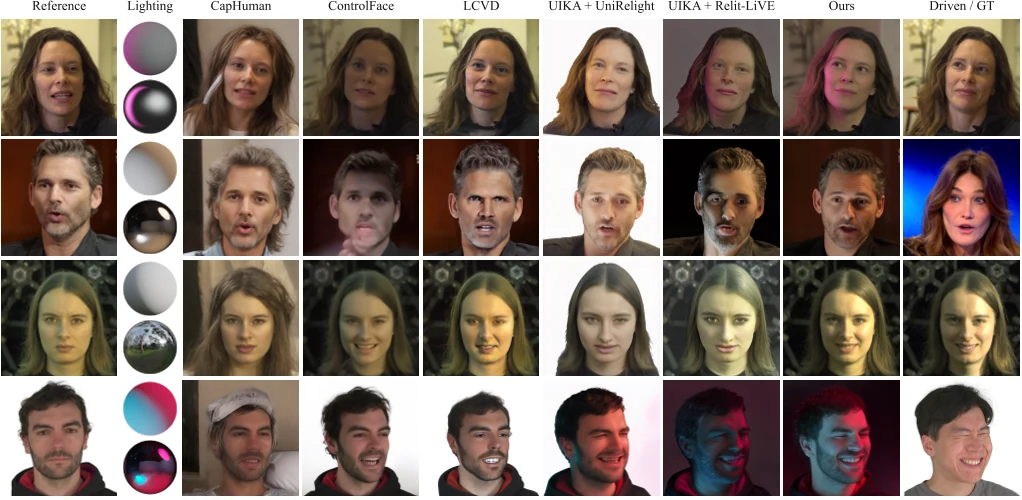 Reference Lighting CapHuman ControlFace LCVD UIKA + UniRelight UIKA + Relit-LiVE Ours Driven / GT